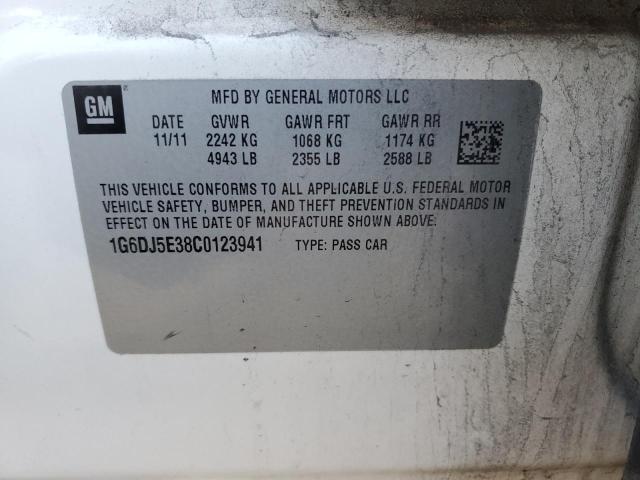 GM
MFD BY GENERAL MOTORS LLC
DATE GVWR GAWR FRT GAWR RR
11/11 2242 KG 1068 KG 1174 KG
4943 LB 2355 LB 2588 LB
THIS VEHICLE CONFORMS TO ALL APPLICABLE U.S. FEDERAL MOTOR
VEHICLE SAFETY, BUMPER, AND THEFT PREVENTION STANDARDS IN
EFFECT ON THE DATE OF MANUFACTURE SHOWN ABOVE.
1G6DJ5E38C0123941 TYPE: PASS CAR